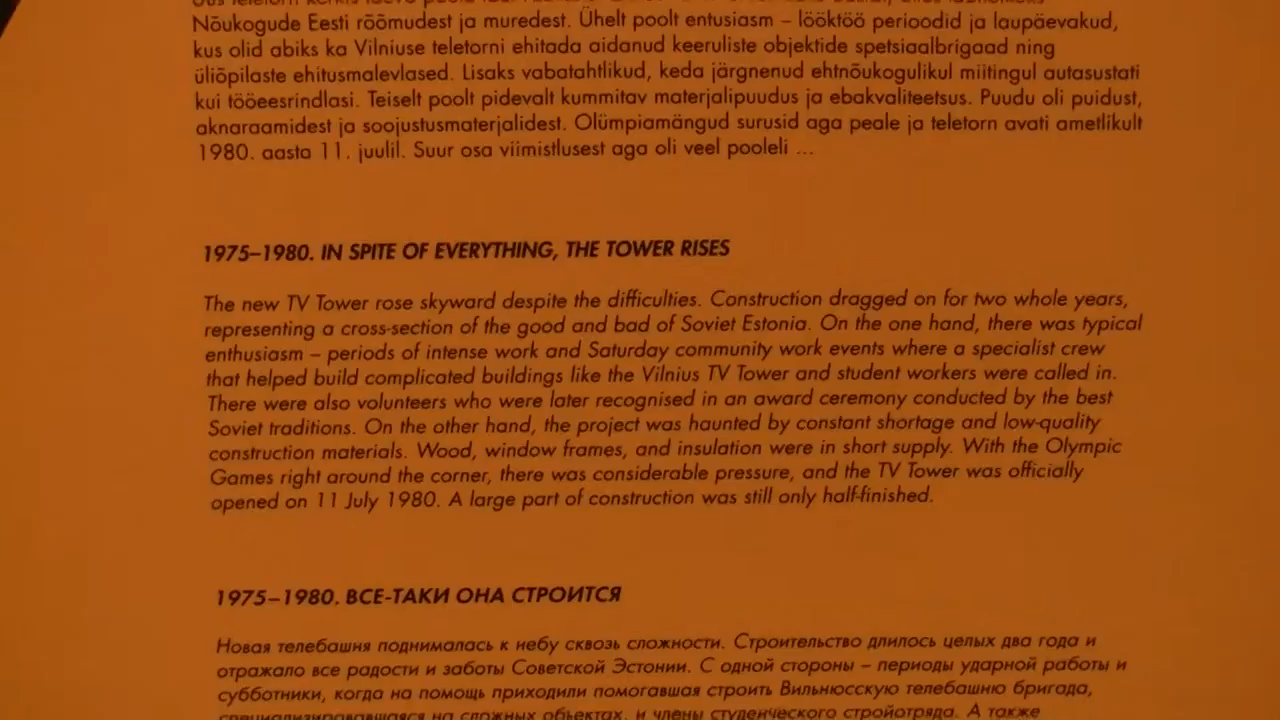 Nõukogude Eesti rõõmudest ja muredest. Ühelt poolt entusiasm – lööktöö perioodid ja laupäevakud,
kus olid abiks ka Vilniuse teletorni ehitada aidanud keeruliste objektide spetsiaalbrigaad ning
üliõpilaste ehitusmalevlased. Lisaks vabatahtlikud, keda järgnenud ehtnõukogulikul miitingul autasustati
kui tööeesrindlasi. Teiselt poolt pidevalt kummitav materjalipuudus ja ebakvaliteetsus. Puudu oli puidust,
aknaraamidest ja soojustusmaterjalidest. Olümpiamängud surusid aga peale ja teletorn avati ametlikult
1980. aasta 11. juulil. Suur osa viimistlusest aga oli veel pooleli ...
1975–1980. IN SPITE OF EVERYTHING, THE TOWER RISES
The new TV Tower rose skyward despite the difficulties. Construction dragged on for two whole years,
representing a cross-section of the good and bad of Soviet Estonia. On the one hand, there was typical
enthusiasm – periods of intense work and Saturday community work events where a specialist crew
that helped build complicated buildings like the Vilnius TV Tower and student workers were called in.
There were also volunteers who were later recognised in an award ceremony conducted by the best
Soviet traditions. On the other hand, the project was haunted by constant shortage and low-quality
construction materials. Wood, window frames, and insulation were in short supply. With the Olympic
Games right around the corner, there was considerable pressure, and the TV Tower was officially
opened on 11 July 1980. A large part of construction was still only half-finished.
1975–1980. ВСЕ-ТАКИ ОНА СТРОИТСЯ
Новая телебашня поднималась к небу сквозь сложности. Строительство длилось целых два года и
отражало все радости и заботы Советской Эстонии. С одной стороны – периоды ударной работы и
субботники, когда на помощь приходили помогавшая строить Вильнюсскую телебашню бригада,
специализировавшаяся на сложных объектах, и члены студенческого стройотряда. А также